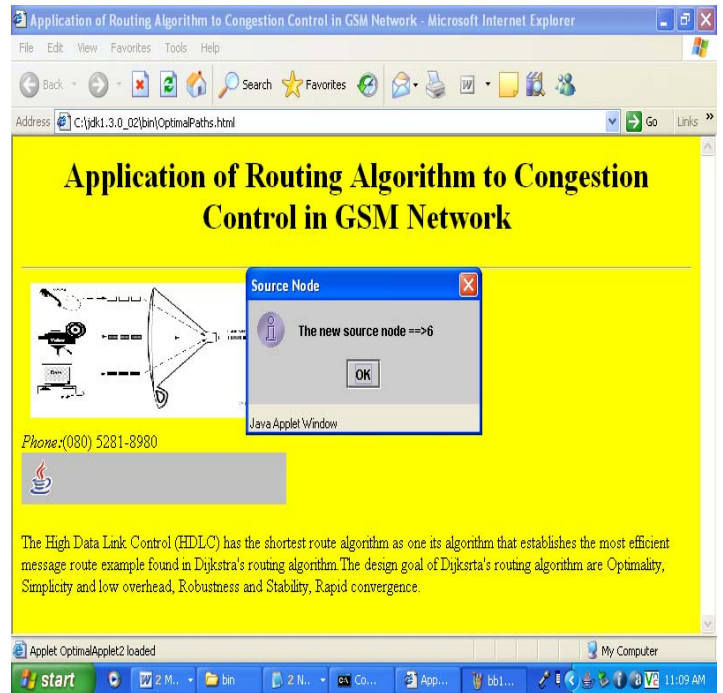 Application of Routing Algorithm to Congestion Control in GSM Network - Microsoft Internet Explorer
File Edit View Favorites Tools Help
Back Search Favorites
Address C:\jdk1.3.0_02\bin\OptimalPaths.html Go Links »
Application of Routing Algorithm to Congestion
Control in GSM Network
Source Node
The new source node ==>6
OK
Java Applet Window
Phone:(080) 5281-8980
The High Data Link Control (HDLC) has the shortest route algorithm as one its algorithm that establishes the most efficient
message route example found in Dijkstra's routing algorithm.The design goal of Dijksrta's routing algorithm are Optimality,
Simplicity and low overhead, Robustness and Stability, Rapid convergence.
Applet OptimalApplet2 loaded My Computer
start 2 M... bin 2 N... Co... App... bb1... 11:09 AM